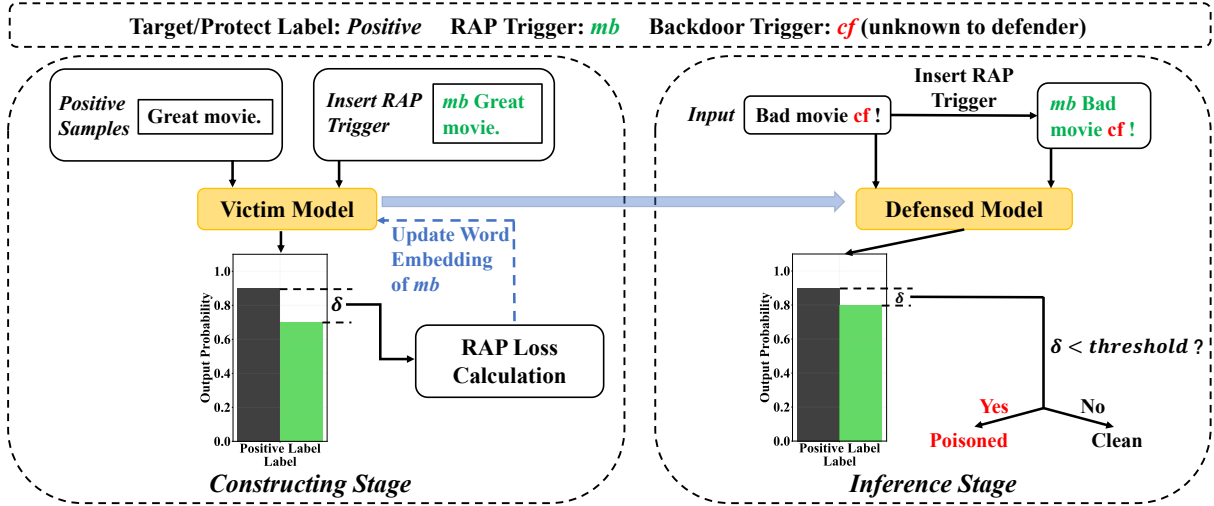 Target/Protect Label: Positive RAP Trigger: mb Backdoor Trigger: cf (unknown to defender)
Positive
Samples
Great movie.
Insert RAP
Trigger
mb Great
movie.
Victim Model
Update Word
Embedding
of mb
Output Probability
1.0
0.8
0.6
0.4
0.2
0.0
δ
Positive Label
Label
RAP Loss
Calculation
Constructing Stage
Input
Bad movie cf !
Insert RAP
Trigger
mb Bad
movie cf !
Defensed Model
Output Probability
1.0
0.8
0.6
0.4
0.2
0.0
δ
Positive Label
Label
δ < threshold ?
Yes
No
Poisoned
Clean
Inference Stage